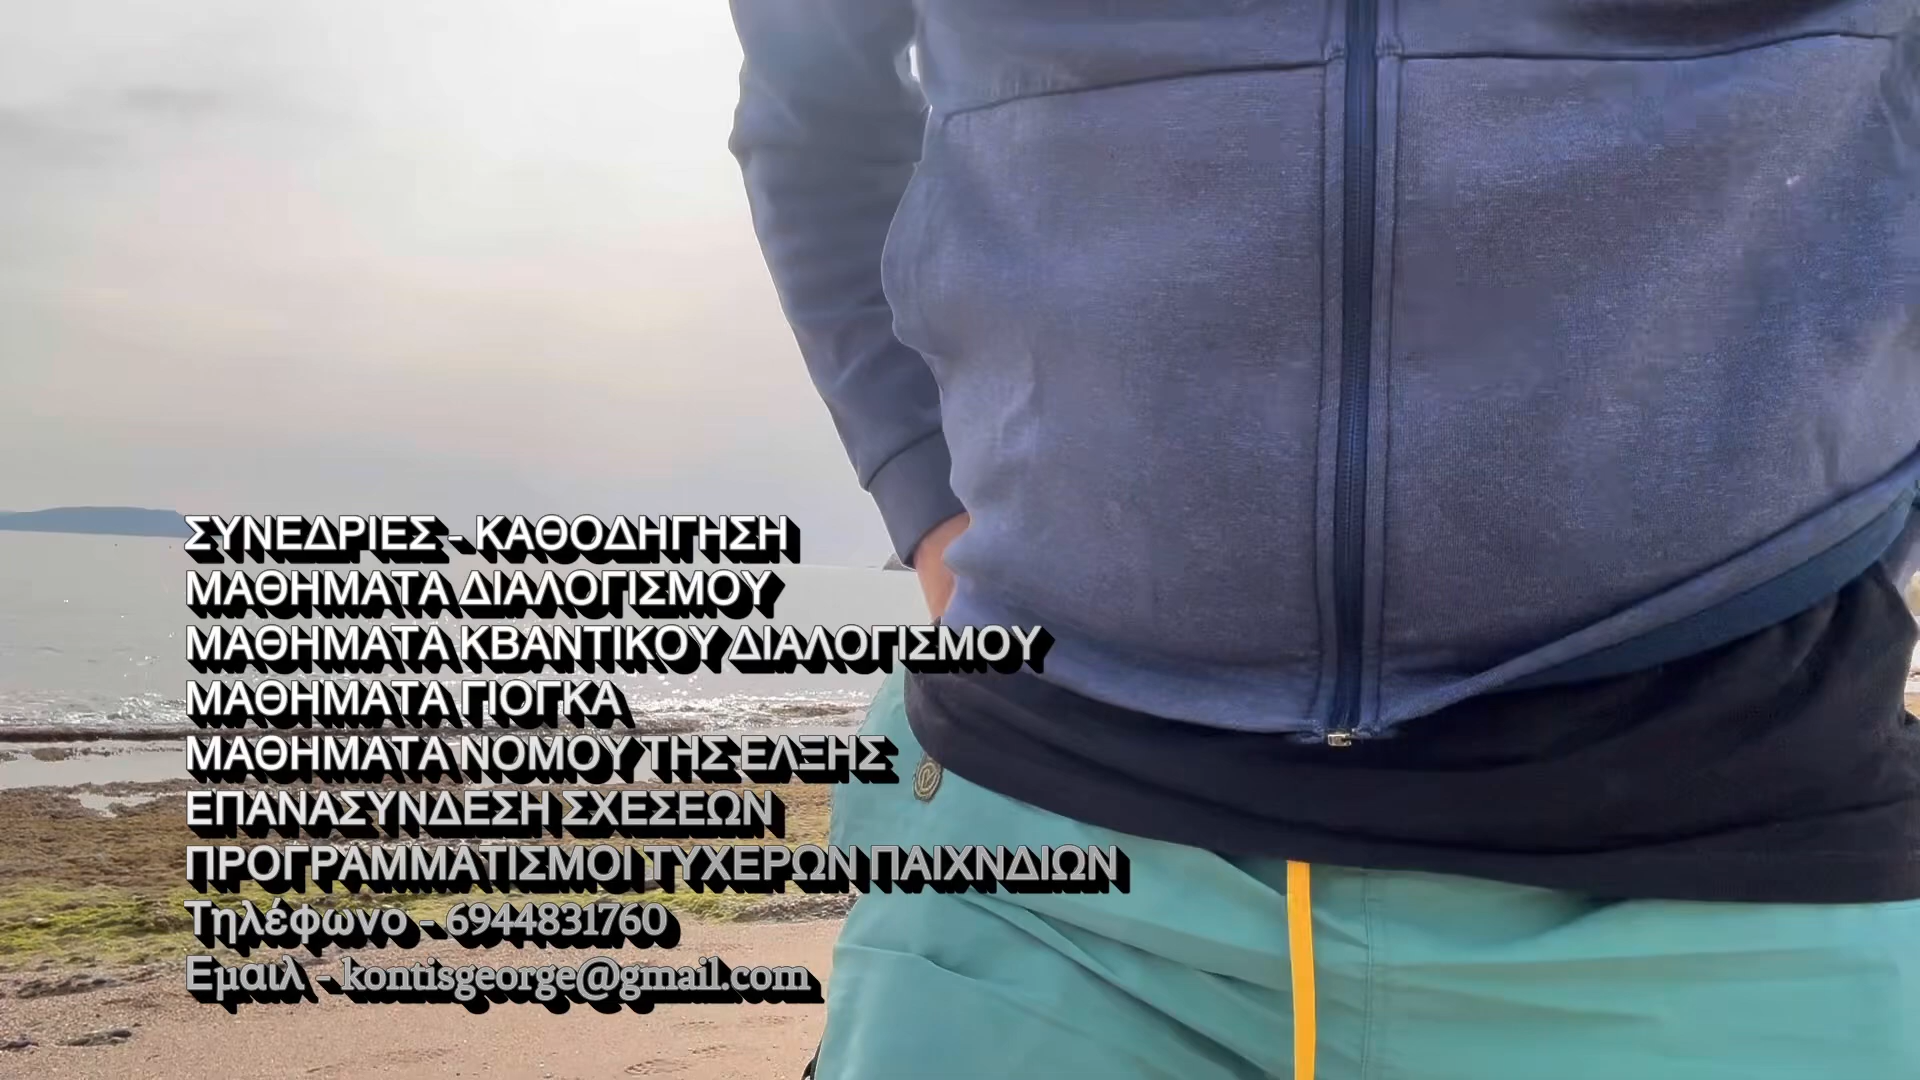 ΣΥΝΕΔΡΙΕΣ - ΚΑΘΟΔΗΓΗΣΗ
ΜΑΘΗΜΑΤΑ ΔΙΑΛΟΓΙΣΜΟΥ
ΜΑΘΗΜΑΤΑ ΚΒΑΝΤΙΚΟΥ ΔΙΑΛΟΓΙΣΜΟΥ
ΜΑΘΗΜΑΤΑ ΓΙΟΓΚΑ
ΜΑΘΗΜΑΤΑ ΝΟΜΟΥ ΤΗΣ ΕΛΞΗΣ
ΕΠΑΝΑΣΥΝΔΕΣΗ ΣΧΕΣΕΩΝ
ΠΡΟΓΡΑΜΜΑΤΙΣΜΟΙ ΤΥΧΕΡΩΝ ΠΑΙΧΝΔΙΩΝ
Τηλέφωνο - 6944831760
Εμαιλ - kontisgeorge@gmail.com